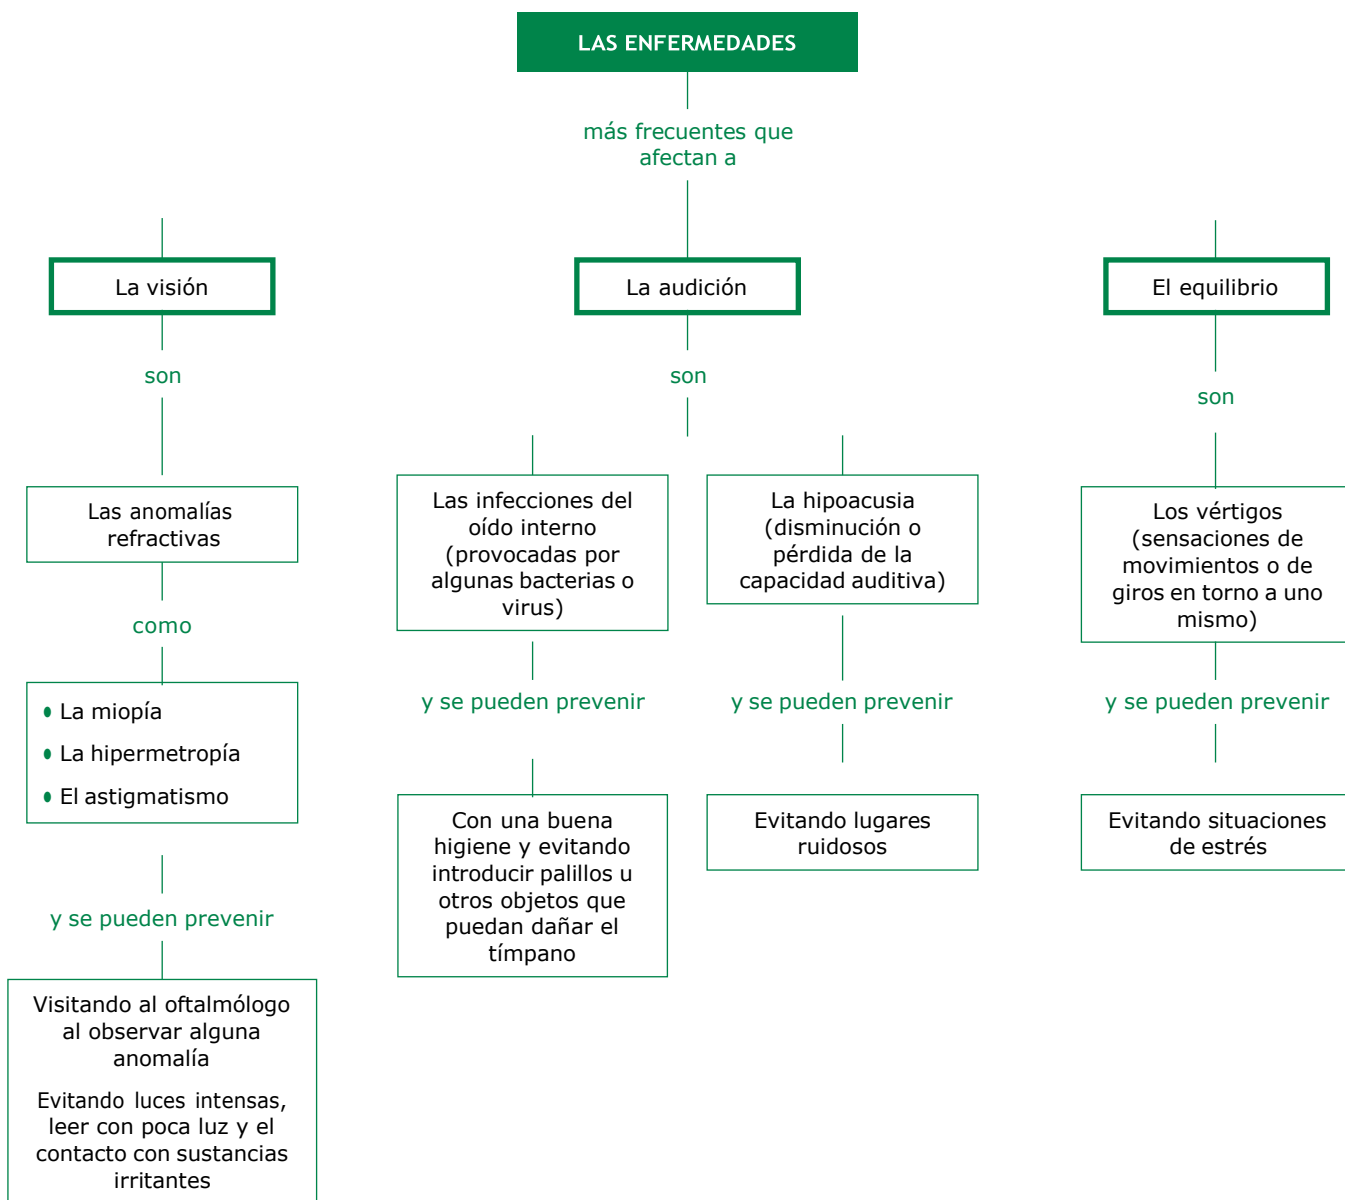 LAS ENFERMEDADES
más frecuentes que
afectan a
La visión
son
Las anomalías
refractivas
como
• La miopía
• La hipermetropía
• El astigmatismo
y se pueden prevenir
Visitando al oftalmólogo
al observar alguna
anomalía
Evitando luces intensas,
leer con poca luz y el
contacto con sustancias
irritantes
La audición
son
Las infecciones del
oído interno
(provocadas por
algunas bacterias o
virus)
y se pueden prevenir
Con una buena
higiene y evitando
introducir palillos u
otros objetos que
puedan dañar el
tímpano
La hipoacusia
(disminución o
pérdida de la
capacidad auditiva)
y se pueden prevenir
Evitando lugares
ruidosos
El equilibrio
son
Los vértigos
(sensaciones de
movimientos o de
giros en torno a uno
mismo)
y se pueden prevenir
Evitando situaciones
de estrés